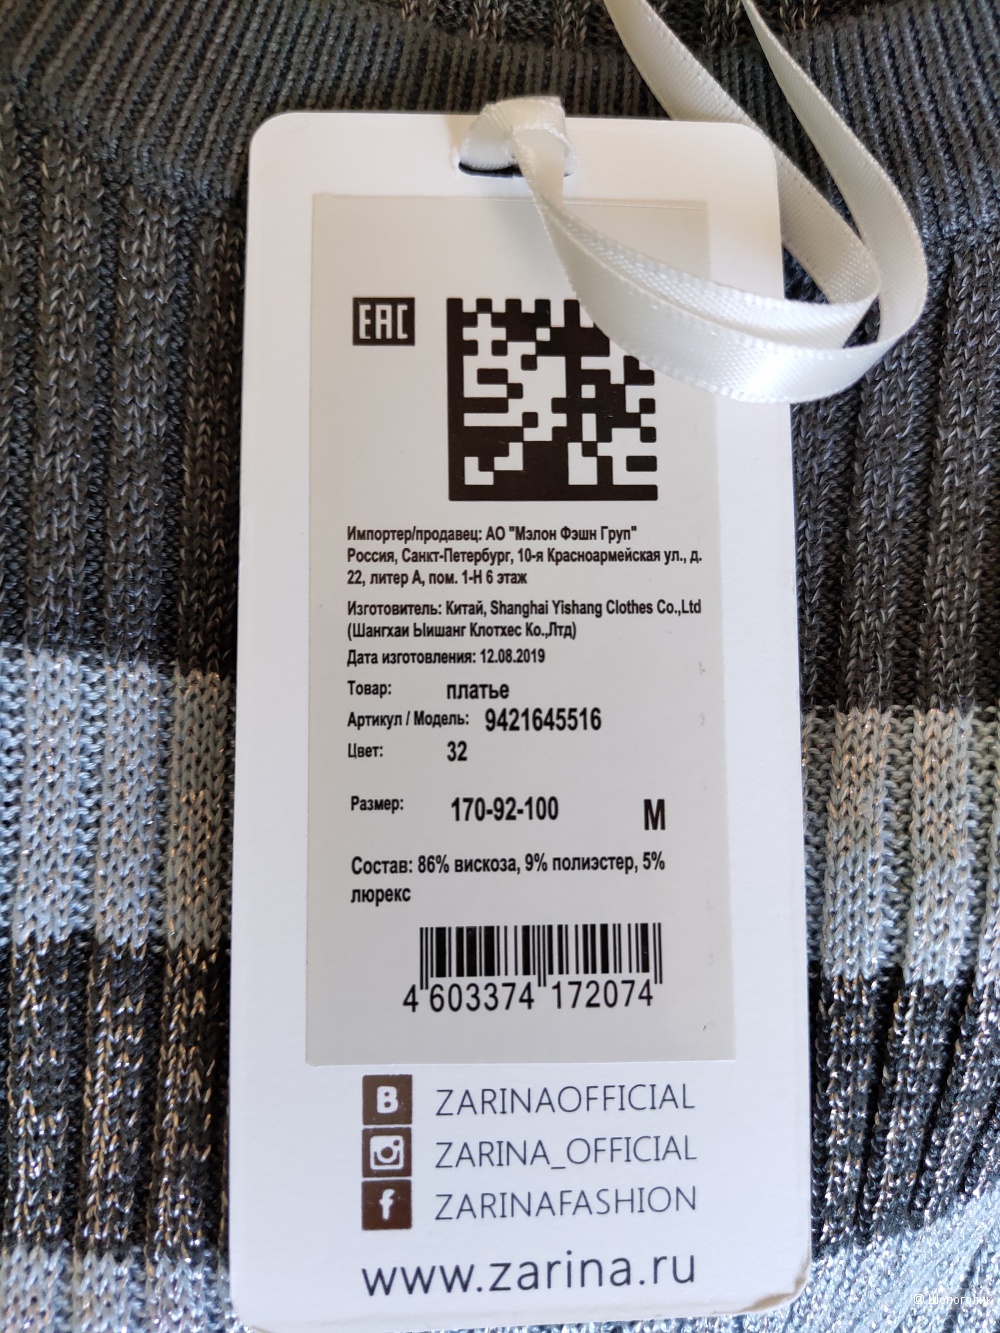 EAC
Импортер/продавец: АО "Мэлон Фэшн Груп"
Россия, Санкт-Петербург, 10-я Красноармейская ул., д.
22, литер А, пом. 1-Н 6 этаж
Изготовитель: Китай, Shanghai Yishang Clothes Co.,Ltd
(Шангхаи Ыишанг Клотхес Ко.,Лтд)
Дата изготовления: 12.08.2019
Товар: платье
Артикул / Модель: 9421645516
Цвет: 32
Размер: 170-92-100 M
Состав: 86% вискоза, 9% полиэстер, 5%
люрекс
4 603374 172074
ZARINAOFFICIAL
ZARINA_OFFICIAL
ZARINAFASHION
www.zarina.ru
@ Шопоголик